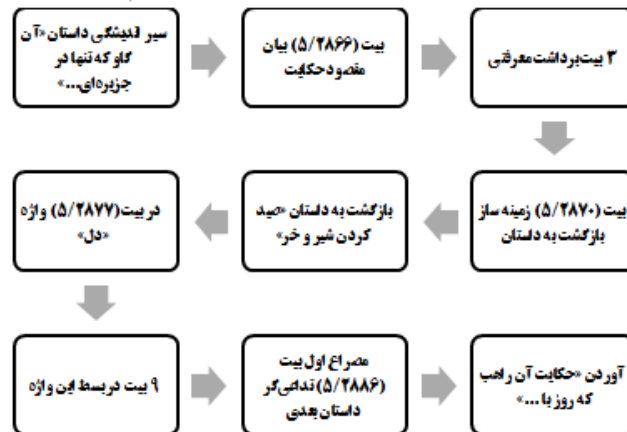 سیر اندیشگی داستان «آن
گاو که تنها در
جزیره‌ای...»
بیت (۵/۲۸۶۶) بیان
مقصود حکایت
۳ بیت برداشت معرفتی
بیت (۵/۲۸۷۰) زمینه ساز
بازگشت به داستان
بازگشت به داستان «صید
کردن شیر و خر»
در بیت(۵/۲۸۷۷) واژه
«دل»
۹ بیت در بسط این واژه
مصراع اول بیت
(۵/۲۸۸۶) تداعی‌گر
داستان بعدی
آوردن «حکایت آن راهب
که روز با ...»